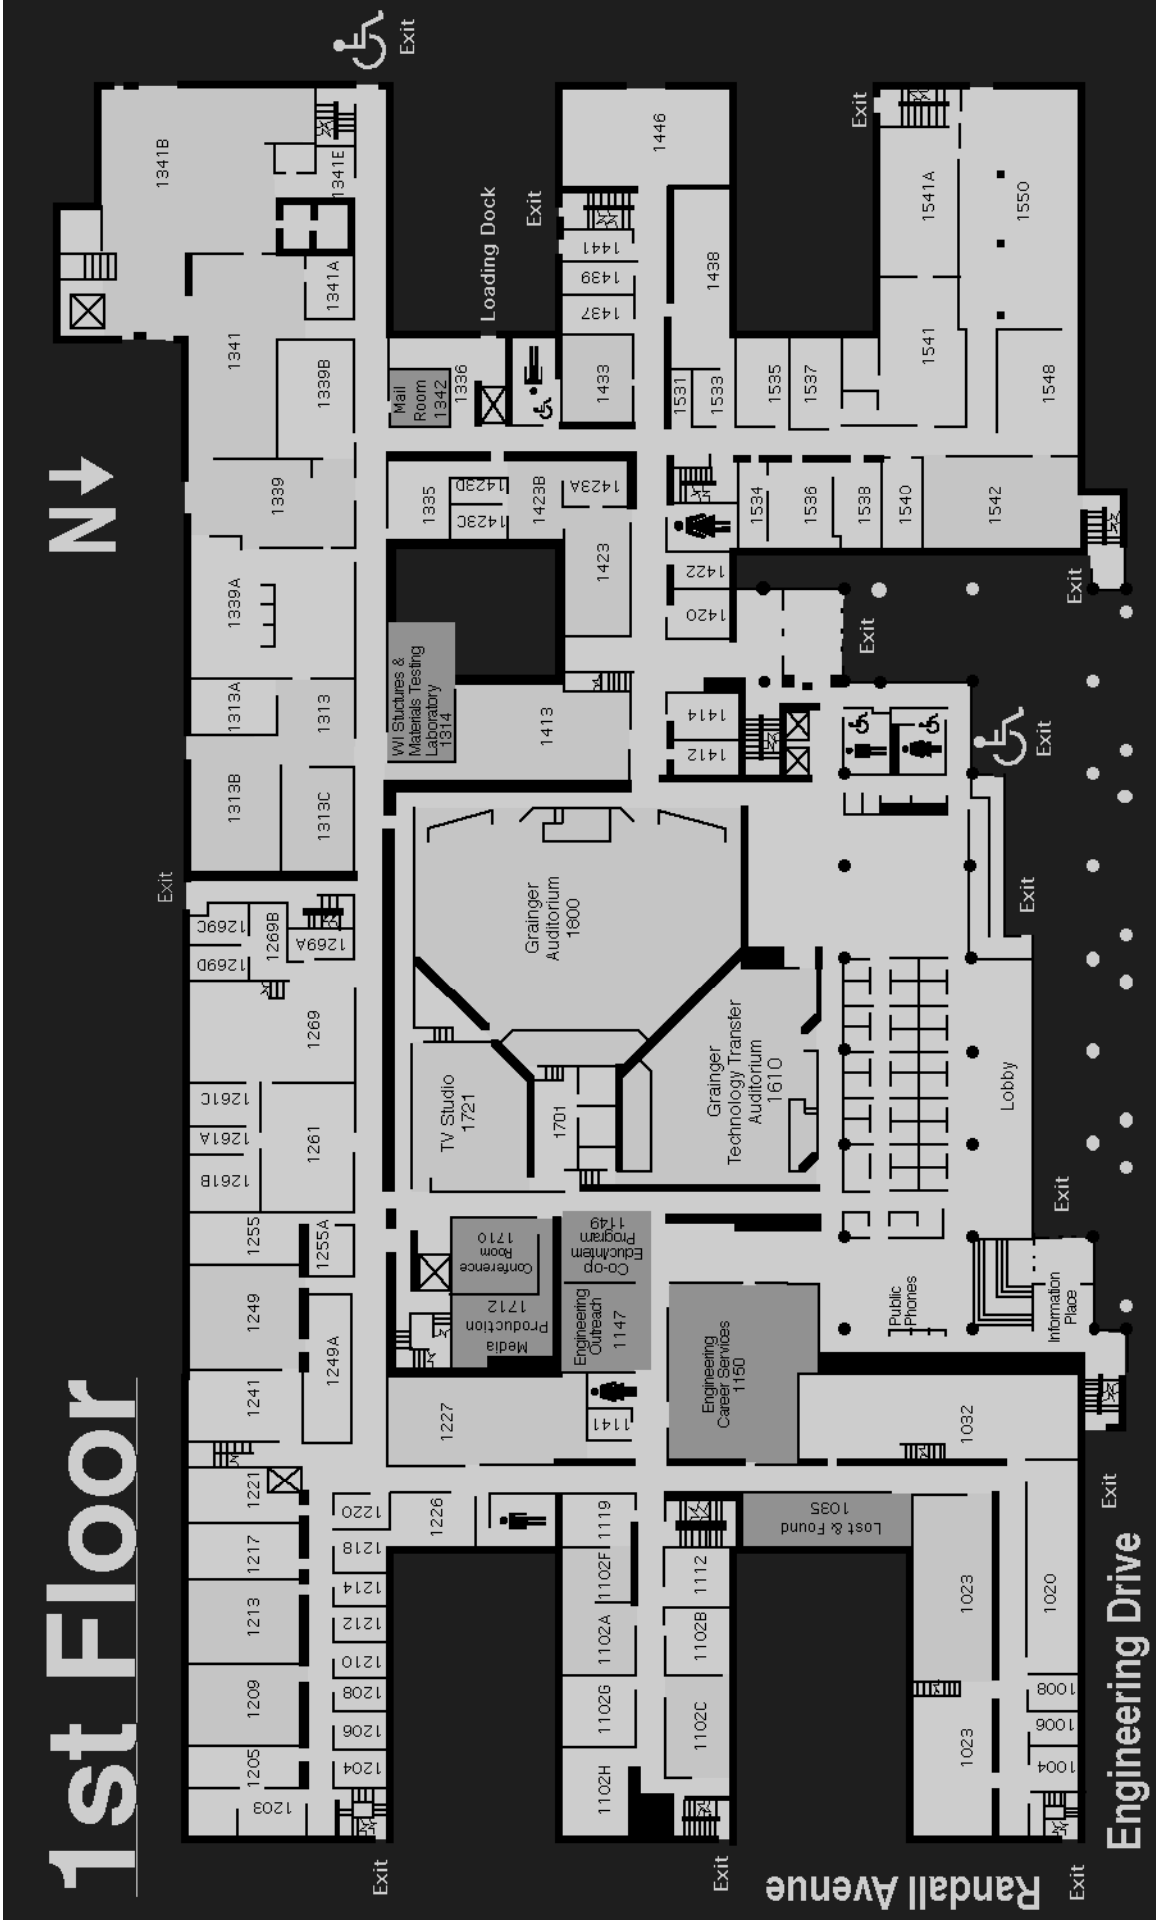 1st Floor
N
Exit
1341B
1341E
1341A
1341
1339B
1339
1339A
1313A
1313
1313B
1313C
Exit
1269C
1269B
1269A
1269D
1269
1261C
1261A
1261B
1261
1255
1255A
1249
1249A
1241
1221
1217
1213
1209
1205
1203
1220
1218
1214
1212
1210
1208
1206
1204
Exit
Loading Dock
Exit
Mail
Room
1342
1336
1335
1423D
1423C
1423B
1423A
1423
WI Stuctures &
Materials Testing
Laboratory
1314
1413
1446
1441
1439
1437
1433
1438
1531
1533
1535
1537
1422
1420
1414
1412
Grainger
Auditorium
1800
TV Studio
1721
1701
Grainger
Technology Transfer
Auditorium
1610
Conference
Room
1710
Media
Production
1712
Co-op
Educ/Intern
Program
1149
Engineering
Outreach
1147
1227
1141
1226
1119
1102F
1102A
1102G
1102H
1112
1102B
1102C
Exit
Engineering
Career Services
1150
1032
Lost & Found
1035
1023
1023
1020
1008
1006
1004
Exit
Exit
1541A
1541
1550
1548
1534
1536
1538
1540
1542
Exit
Exit
Exit
Exit
Lobby
Exit
Public
Phones
Information
Place
Exit
Randall Avenue
Engineering Drive